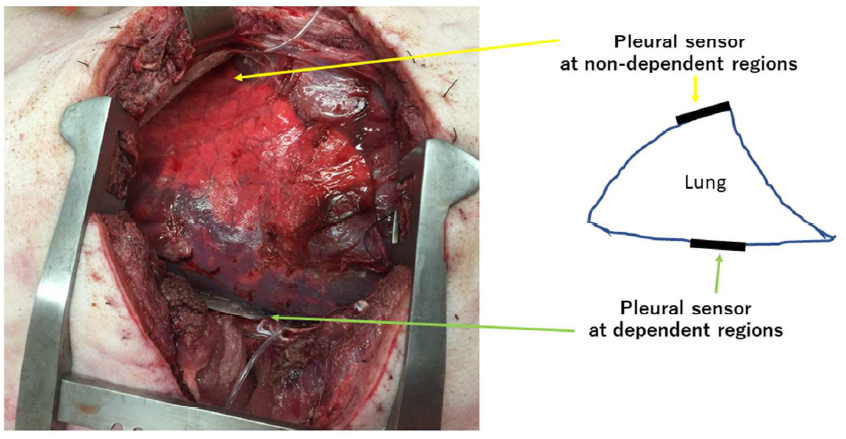 Pleural sensor
at non-dependent regions
Lung
Pleural sensor
at dependent regions